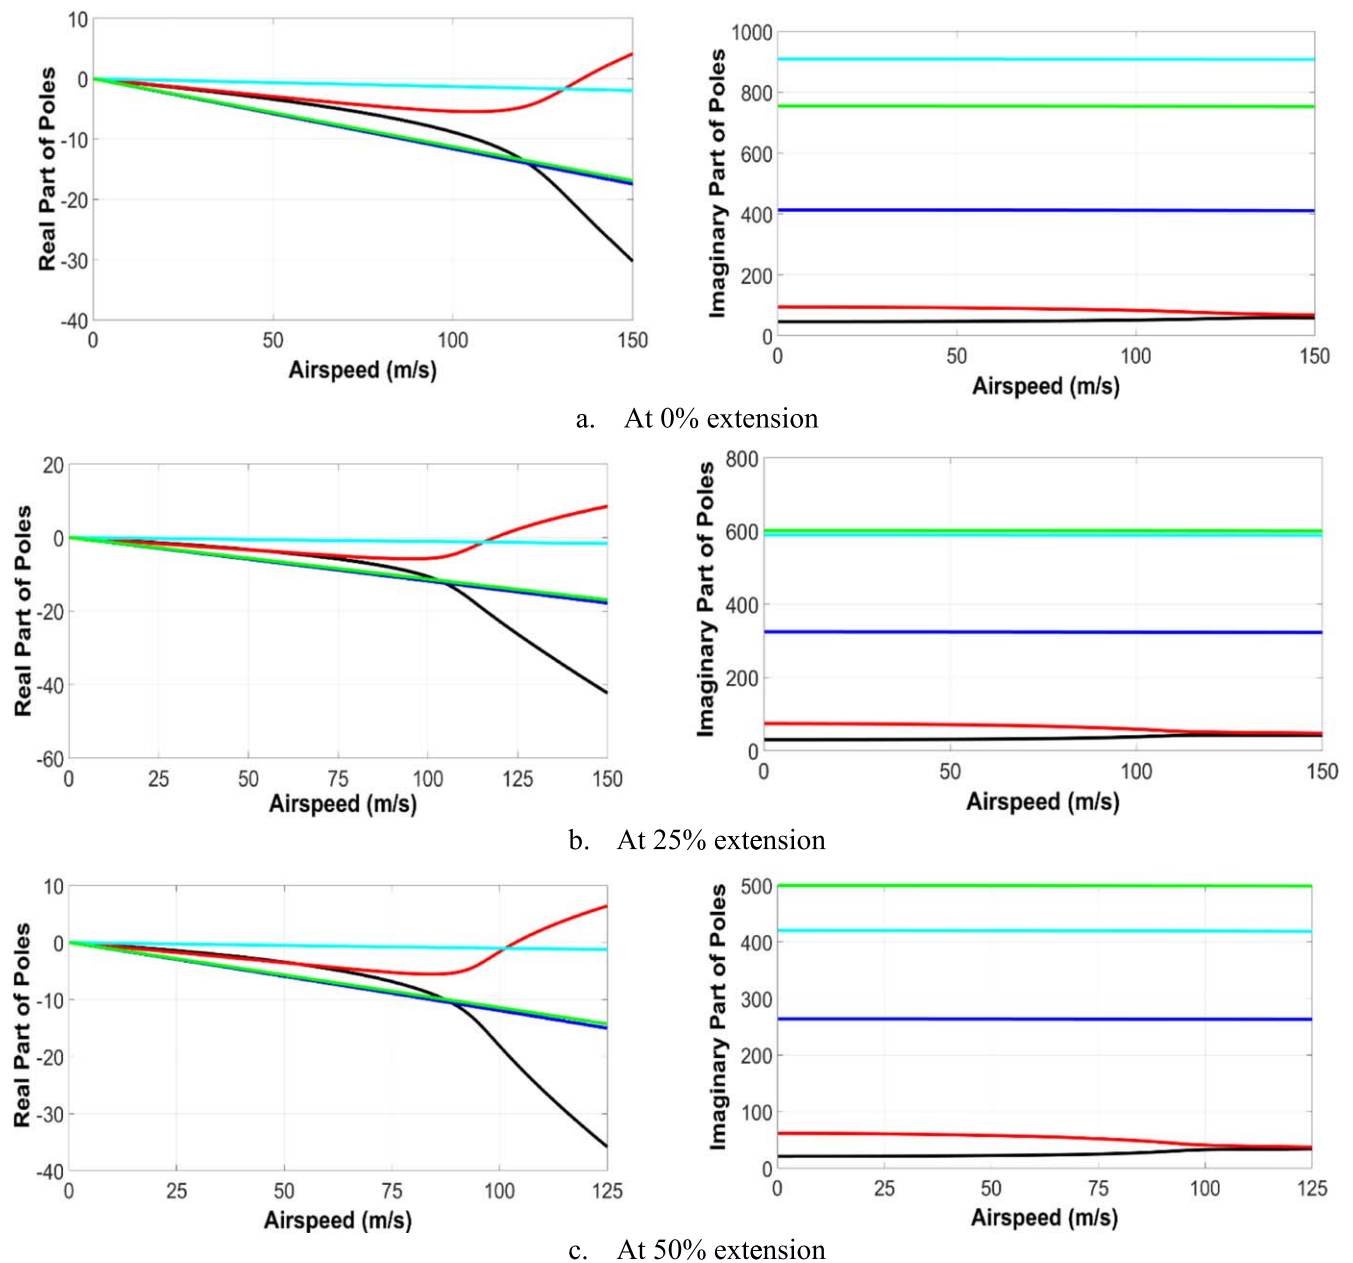 10
0
-10
-20
-30
-40
Real Part of Poles
0 50 100 150
Airspeed (m/s)
1000
800
600
400
200
0
Imaginary Part of Poles
0 50 100 150
Airspeed (m/s)
a. At 0% extension
20
0
-20
-40
-60
Real Part of Poles
0 25 50 75 100 125 150
Airspeed (m/s)
800
600
400
200
0
Imaginary Part of Poles
0 50 100 150
Airspeed (m/s)
b. At 25% extension
10
0
-10
-20
-30
-40
Real Part of Poles
0 25 50 75 100 125
Airspeed (m/s)
500
400
300
200
100
0
Imaginary Part of Poles
0 25 50 75 100 125
Airspeed (m/s)
c. At 50% extension